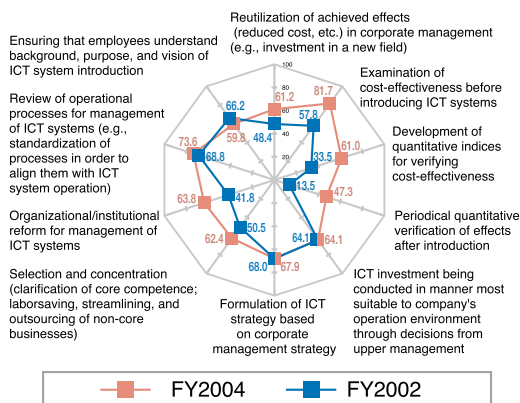 Reutilization of achieved effects
(reduced cost, etc.) in corporate management
(e.g., investment in a new field)
Ensuring that employees understand
background, purpose, and vision of
ICT system introduction
Examination of
cost-effectiveness before
introducing ICT systems
Review of operational
processes for management
of ICT systems (e.g.,
standardization of
processes in order to
align them with ICT
system operation)
Development of
quantitative indices
for verifying
cost-effectiveness
Organizational/institutional
reform for management of
ICT systems
Periodical quantitative
verification of effects
after introduction
Selection and concentration
(clarification of core competence;
laborsaving, streamlining, and
outsourcing of non-core
businesses)
Formulation of ICT
strategy based
on corporate
management strategy
ICT investment being
conducted in manner most
suitable to company's
operation environment
through decisions from
upper management
100
80
60
40
20
61.2
81.7
61.0
47.3
64.1
67.9
62.4
63.8
73.6
59.8
48.4
57.8
33.5
13.5
64.1
68.0
50.5
41.8
68.8
66.2
FY2004 FY2002